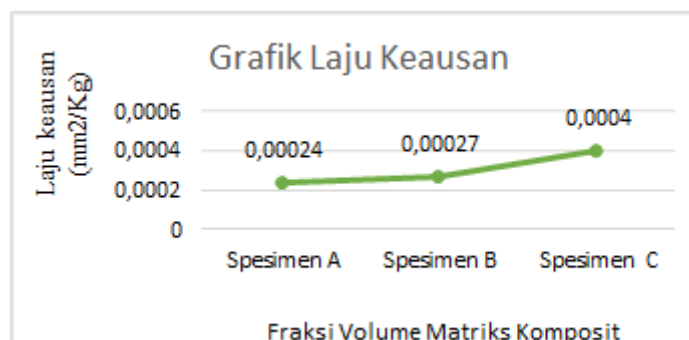 Grafik Laju Keausan
Laju keausan
(mm2/Kg)
0,0006
0,0004
0,0002
0
0,00024
0,00027
0,0004
Spesimen A
Spesimen B
Spesimen C
Fraksi Volume Matriks Komposit